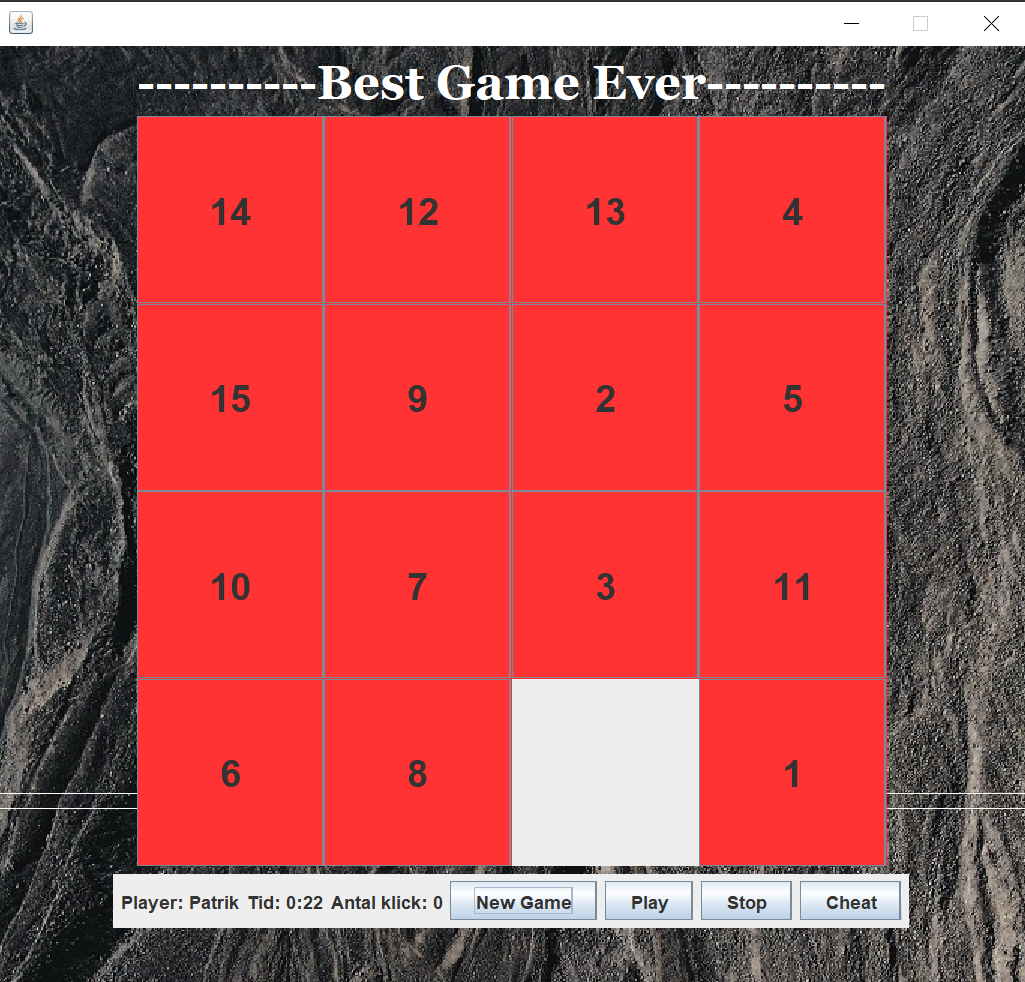 ----------Best Game Ever----------
14 12 13 4
15 9 2 5
10 7 3 11
6 8 1
Player: Patrik Tid: 0:22 Antal klick: 0 New Game Play Stop Cheat